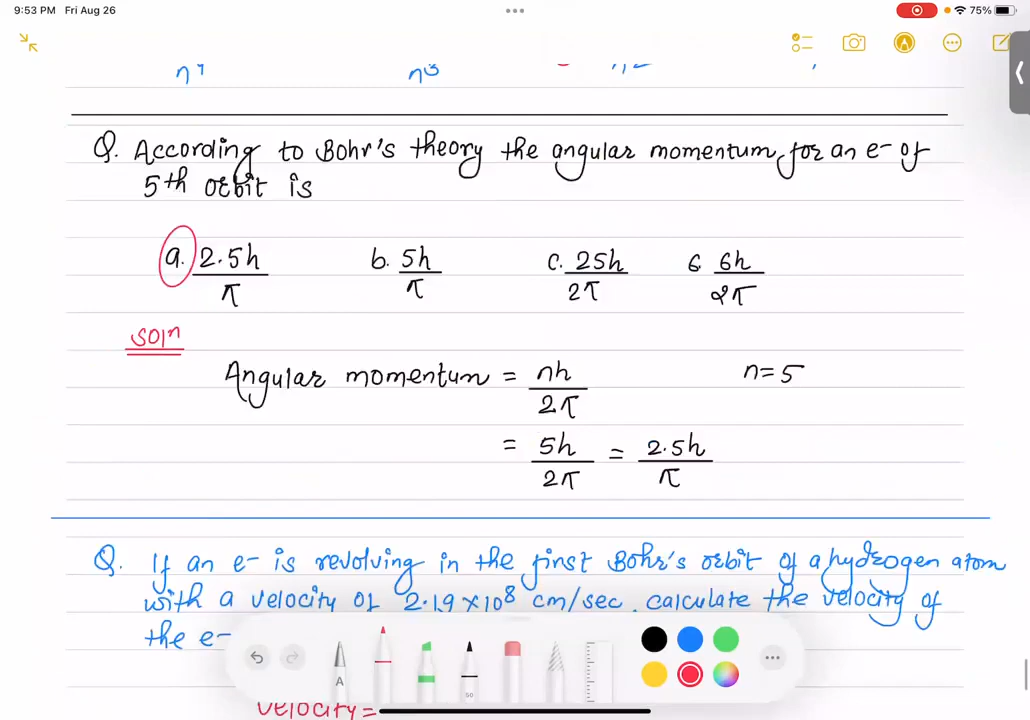 9:53 PM Fri Aug 26
75%
Q. According to Bohr's theory the angular momentum for an e- of
5th orbit is
a. 2.5h/π b. 5h/π c. 25h/2π 6. 6h/2π
Soln
Angular momentum = nh/2π n=5
= 5h/2π = 2.5h/π
Q. If an e- is revolving in the first Bohr's orbit of a hydrogen atom
with a velocity of 2.19×10⁸ cm/sec. calculate the velocity of
the e-
A 50
velocity =